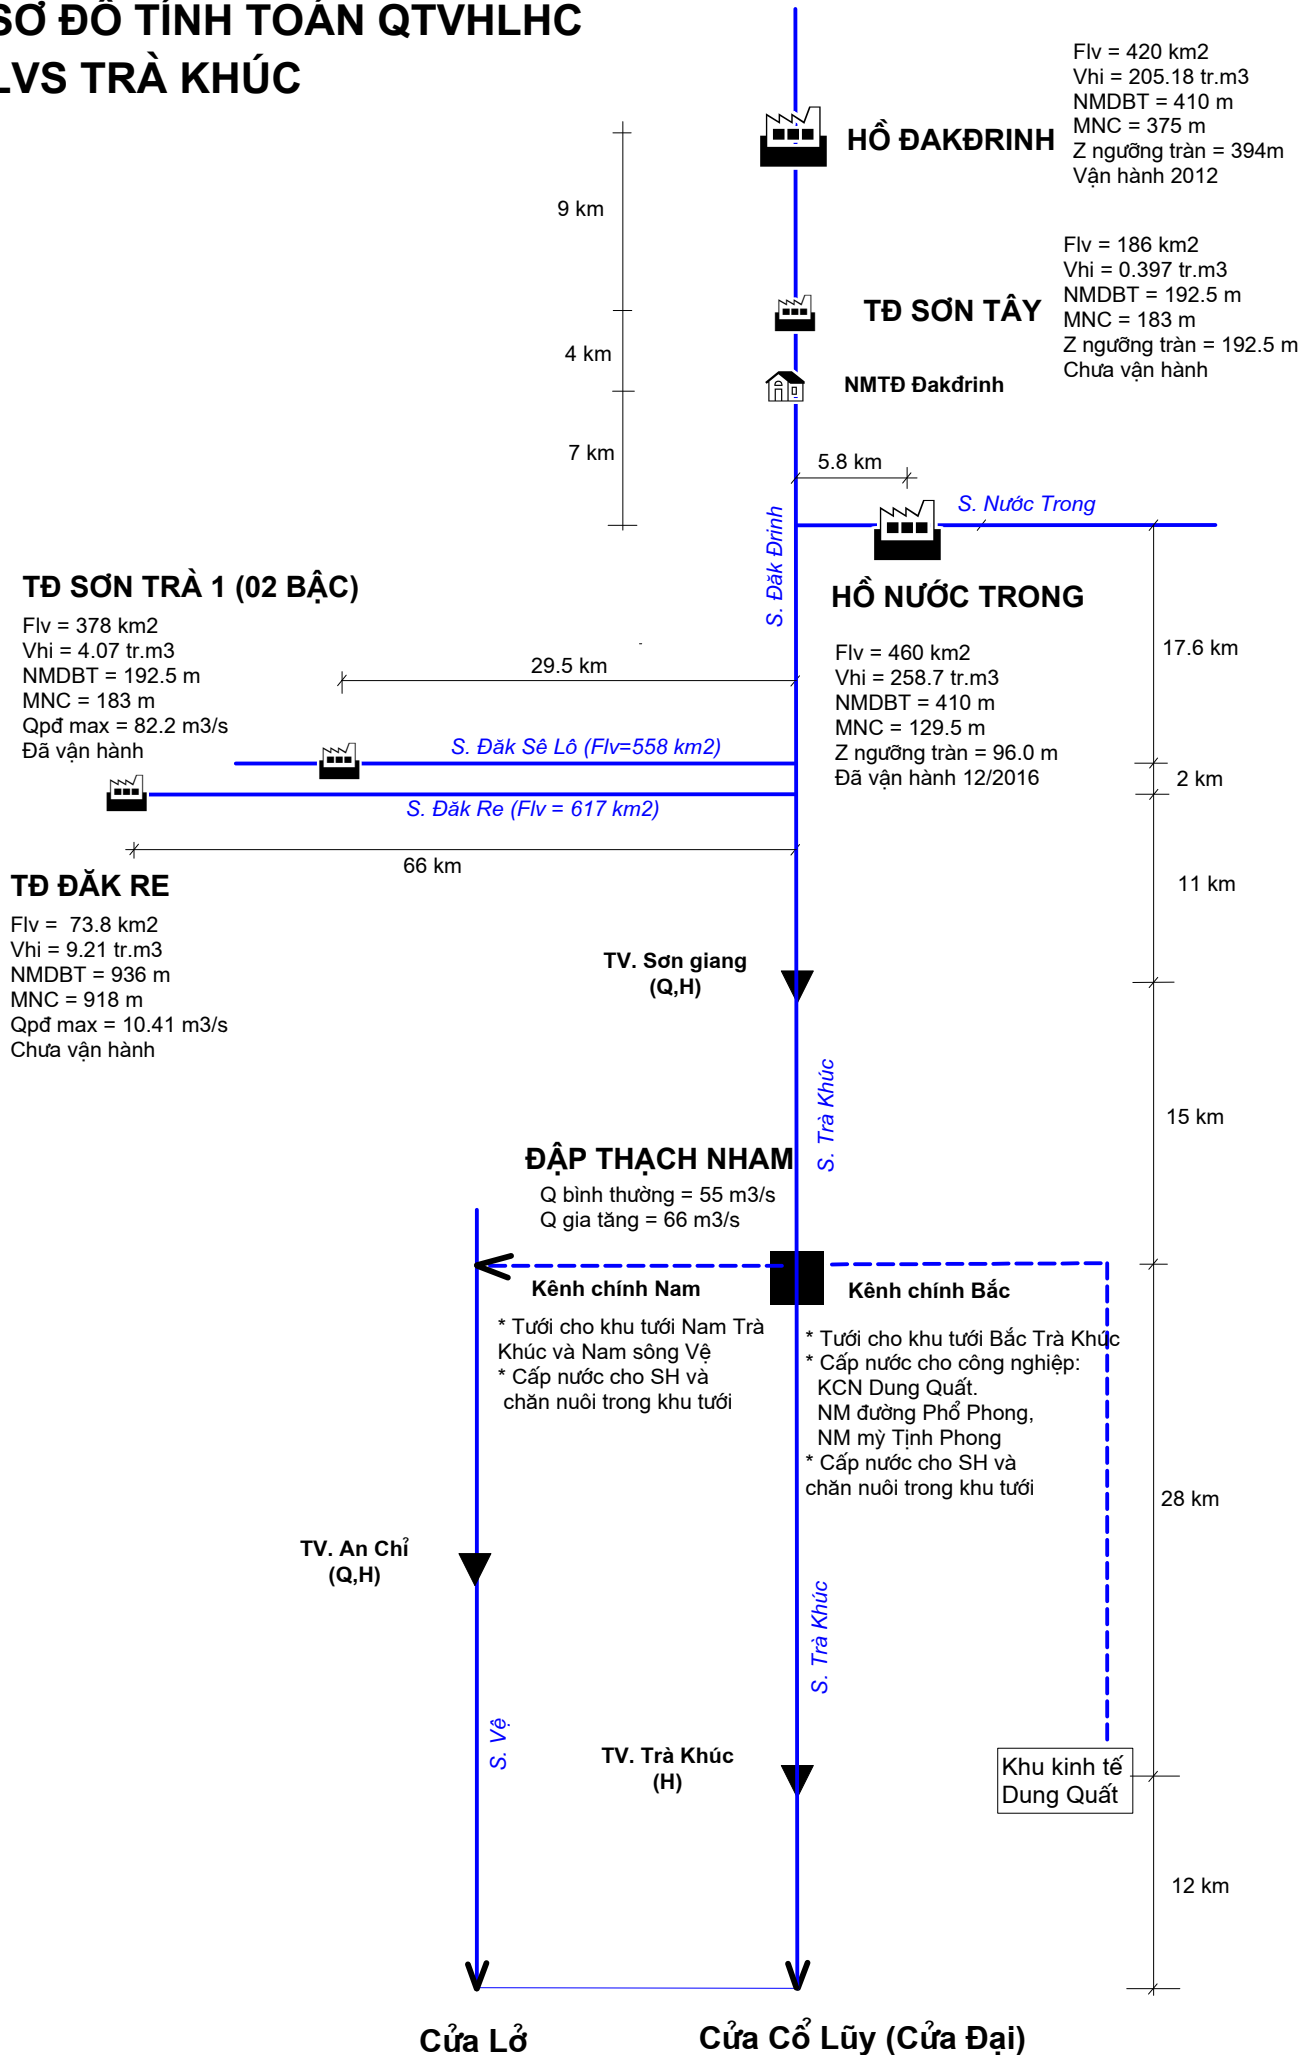 SƠ ĐỒ TÍNH TOÁN QTVHLHC
LVS TRÀ KHÚC
Flv = 420 km2
Vhi = 205.18 tr.m3
NMDBT = 410 m
MNC = 375 m
Z ngưỡng tràn = 394m
Vận hành 2012
HỒ ĐAKĐRINH
9 km
Flv = 186 km2
Vhi = 0.397 tr.m3
NMDBT = 192.5 m
MNC = 183 m
Z ngưỡng tràn = 192.5 m
Chưa vận hành
TĐ SƠN TÂY
4 km
NMTĐ Đakđrinh
7 km
5.8 km
S. Nước Trong
S. Đăk Đrinh
TĐ SƠN TRÀ 1 (02 BẬC)
Flv = 378 km2
Vhi = 4.07 tr.m3
NMDBT = 192.5 m
MNC = 183 m
Qpđ max = 82.2 m3/s
Đã vận hành
HỒ NƯỚC TRONG
Flv = 460 km2
Vhi = 258.7 tr.m3
NMDBT = 410 m
MNC = 129.5 m
Z ngưỡng tràn = 96.0 m
Đã vận hành 12/2016
17.6 km
29.5 km
S. Đăk Sê Lô (Flv=558 km2)
2 km
S. Đăk Re (Flv = 617 km2)
66 km
11 km
TĐ ĐĂK RE
Flv = 73.8 km2
Vhi = 9.21 tr.m3
NMDBT = 936 m
MNC = 918 m
Qpđ max = 10.41 m3/s
Chưa vận hành
TV. Sơn giang
(Q,H)
S. Trà Khúc
15 km
ĐẬP THẠCH NHAM
Q bình thường = 55 m3/s
Q gia tăng = 66 m3/s
Kênh chính Nam
* Tưới cho khu tưới Nam Trà
Khúc và Nam sông Vệ
* Cấp nước cho SH và
chăn nuôi trong khu tưới
Kênh chính Bắc
* Tưới cho khu tưới Bắc Trà Khúc
* Cấp nước cho công nghiệp:
KCN Dung Quất.
NM đường Phổ Phong,
NM mỳ Tịnh Phong
* Cấp nước cho SH và
chăn nuôi trong khu tưới
28 km
TV. An Chỉ
(Q,H)
S. Trà Khúc
S. Vệ
TV. Trà Khúc
(H)
Khu kinh tế
Dung Quất
12 km
Cửa Lở
Cửa Cổ Lũy (Cửa Đại)